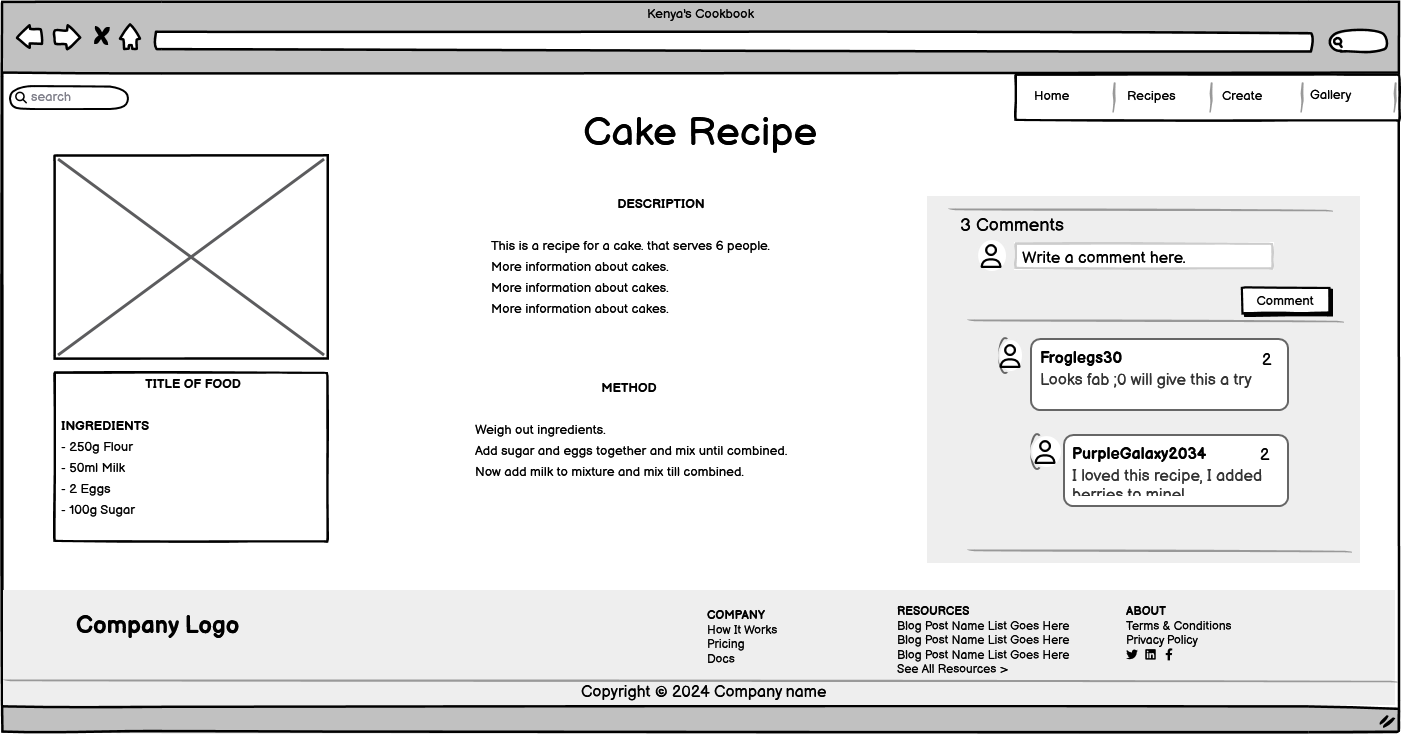 Kenya's Cookbook
search
Home
Recipes
Create
Gallery
Cake Recipe
TITLE OF FOOD
INGREDIENTS
- 250g Flour
- 50ml Milk
- 2 Eggs
- 100g Sugar
DESCRIPTION
This is a recipe for a cake. that serves 6 people.
More information about cakes.
More information about cakes.
More information about cakes.
METHOD
Weigh out ingredients.
Add sugar and eggs together and mix until combined.
Now add milk to mixture and mix till combined.
3 Comments
Write a comment here.
Comment
Froglegs30 2
Looks fab ;0 will give this a try
PurpleGalaxy2034 2
I loved this recipe, I added
berries to mine!
Company Logo
COMPANY
How It Works
Pricing
Docs
RESOURCES
Blog Post Name List Goes Here
Blog Post Name List Goes Here
Blog Post Name List Goes Here
See All Resources >
ABOUT
Terms & Conditions
Privacy Policy
Copyright © 2024 Company name